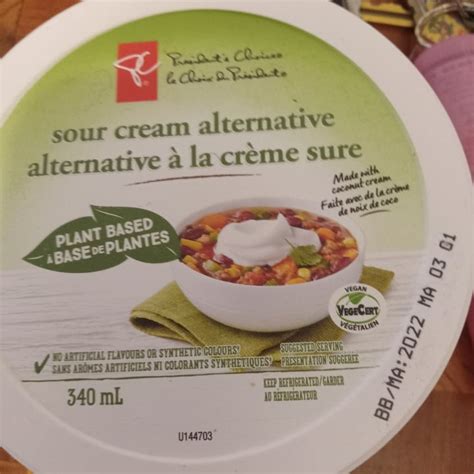 PC
President's Choice
le Choix du Président
sour cream alternative
alternative à la crème sure
Made with
coconut cream
Faite avec de la crème
de noix de coco
PLANT BASED
À BASE DE PLANTES
VEGAN
VEGECERT
VÉGÉTALIEN
✓ NO ARTIFICIAL FLAVOURS OR SYNTHETIC COLOURS!
SANS ARÔMES ARTIFICIELS NI COLORANTS SYNTHÉTIQUES!
SUGGESTED SERVING
PRÉSENTATION SUGGÉRÉE
340 mL
KEEP REFRIGERATED/GARDER
AU RÉFRIGÉRATEUR
U144703
BB/MA:2022 MA 03 01